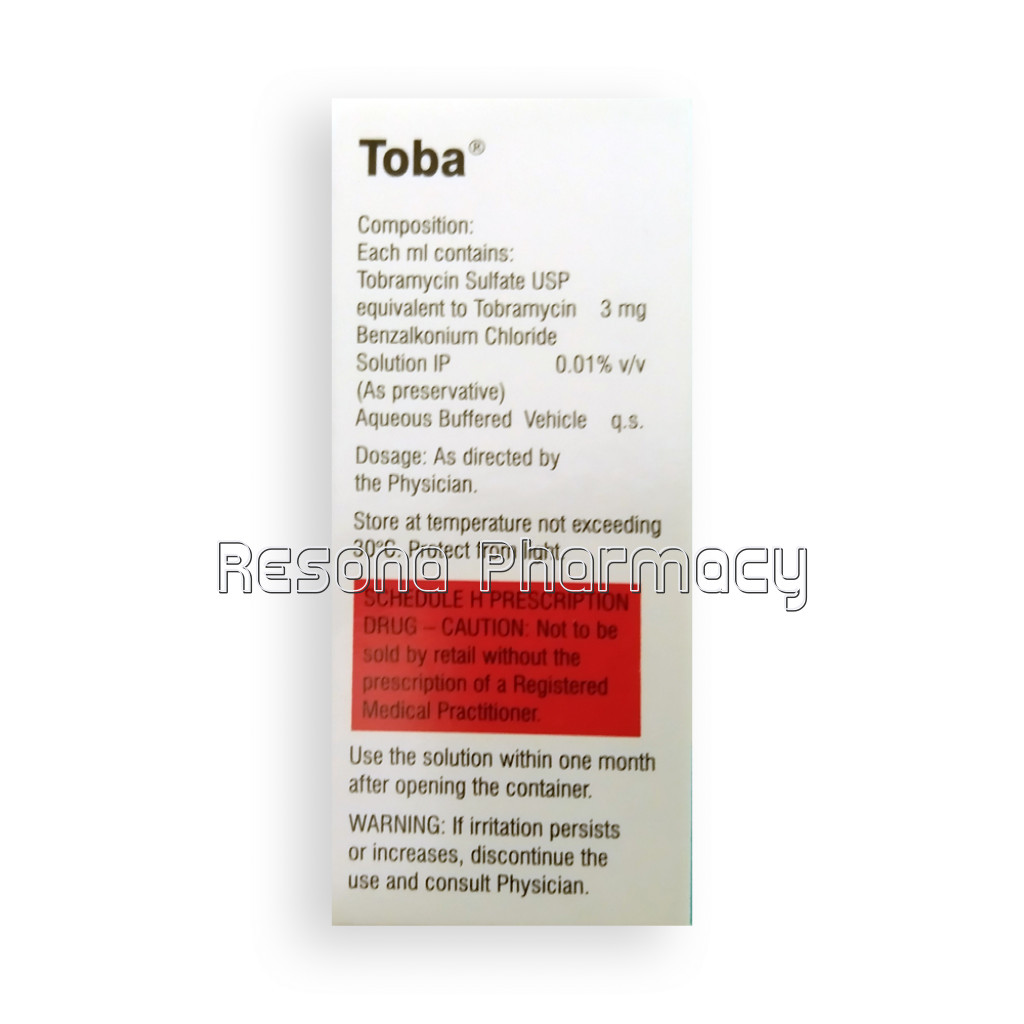 Toba®
Composition:
Each ml contains:
Tobramycin Sulfate USP
equivalent to Tobramycin 3 mg
Benzalkonium Chloride
Solution IP 0.01% v/v
(As preservative)
Aqueous Buffered Vehicle q.s.
Dosage: As directed by
the Physician.
Store at temperature not exceeding
30°C. Protect from light.
Resona Pharmacy
SCHEDULE H PRESCRIPTION
DRUG – CAUTION: Not to be
sold by retail without the
prescription of a Registered
Medical Practitioner.
Use the solution within one month
after opening the container.
WARNING: If irritation persists
or increases, discontinue the
use and consult Physician.